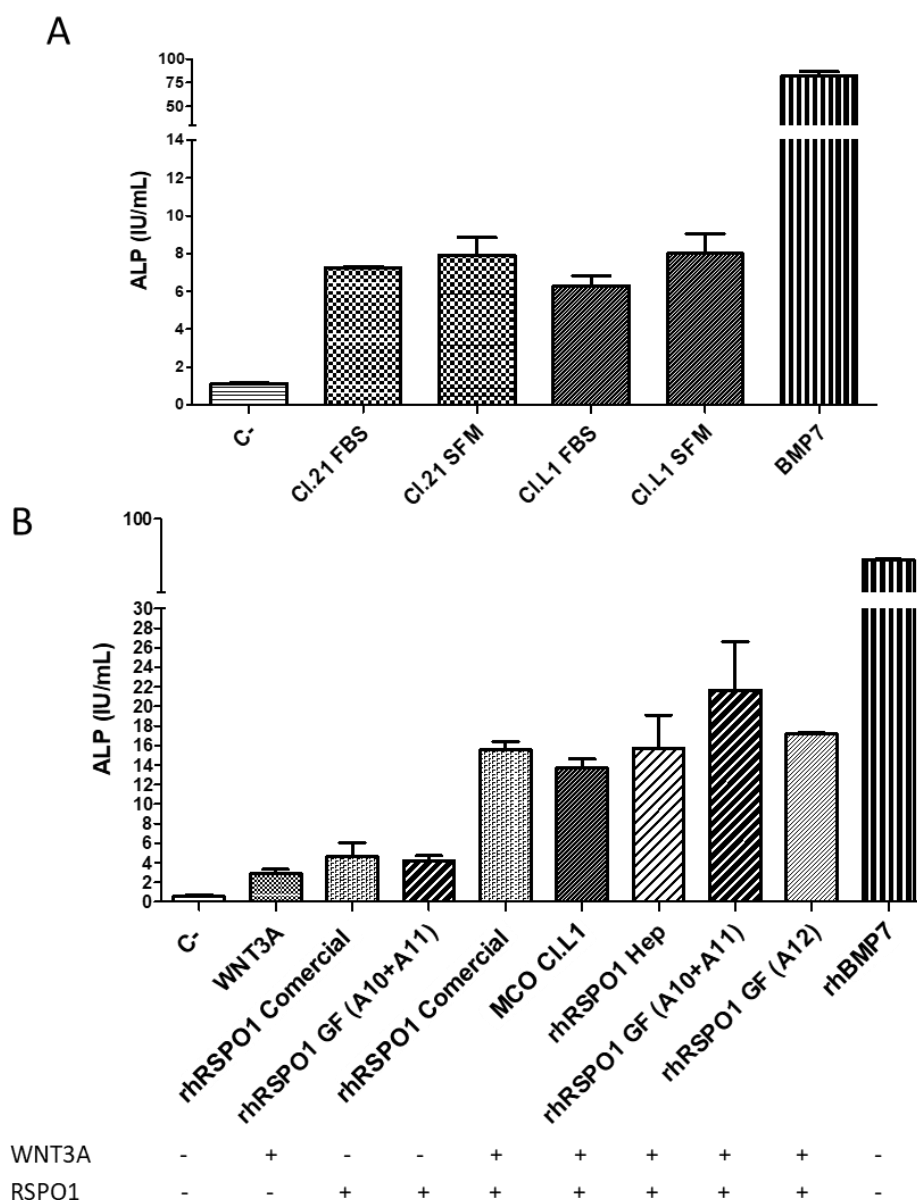 A
100
75
50
14
12
10
8
6
4
2
0
ALP (IU/mL)
C-
Cl.21 FBS
Cl.21 SFM
Cl.L1 FBS
Cl.L1 SFM
BMP7
B
100
30
28
26
24
22
20
18
16
14
12
10
8
6
4
2
0
ALP (IU/mL)
C-
WNT3A
rhRSPO1 Comercial
rhRSPO1 GF (A10+A11)
rhRSPO1 Comercial
MCO Cl.L1
rhRSPO1 Hep
rhRSPO1 GF (A10+A11)
rhRSPO1 GF (A12)
rhBMP7
WNT3A - + - - + + + + + -
RSPO1 - - + + + + + + + -